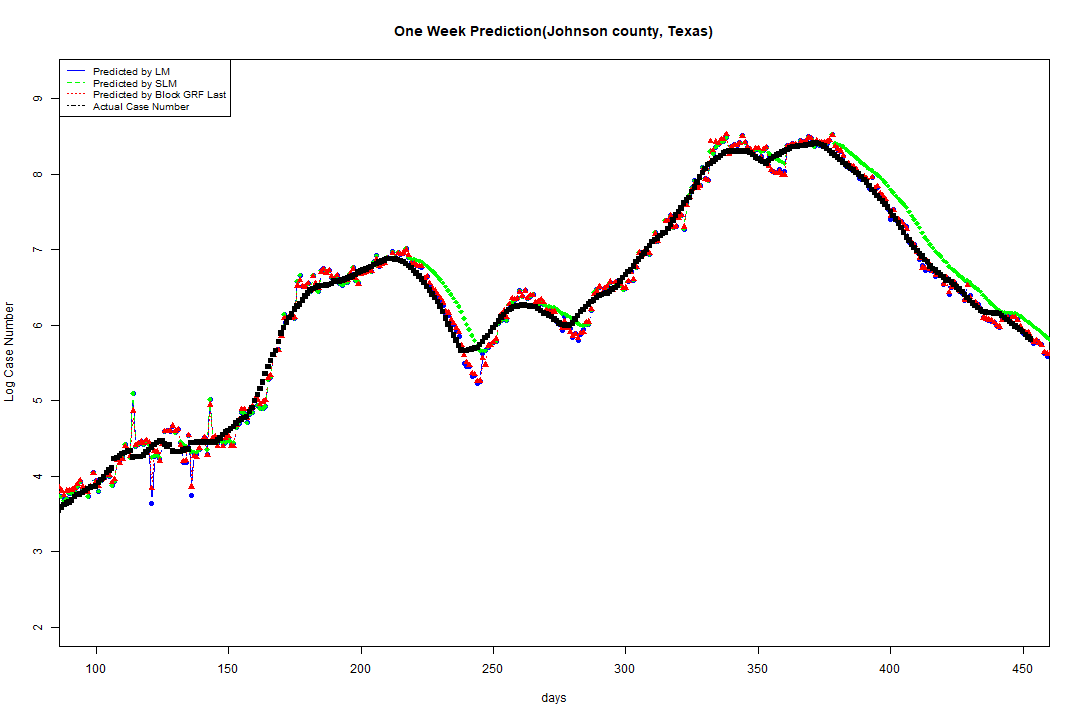 One Week Prediction(Johnson county, Texas)
Predicted by LM
Predicted by SLM
Predicted by Block GRF Last
Actual Case Number
9
8
7
6
5
4
3
2
Log Case Number
100 150 200 250 300 350 400 450
days